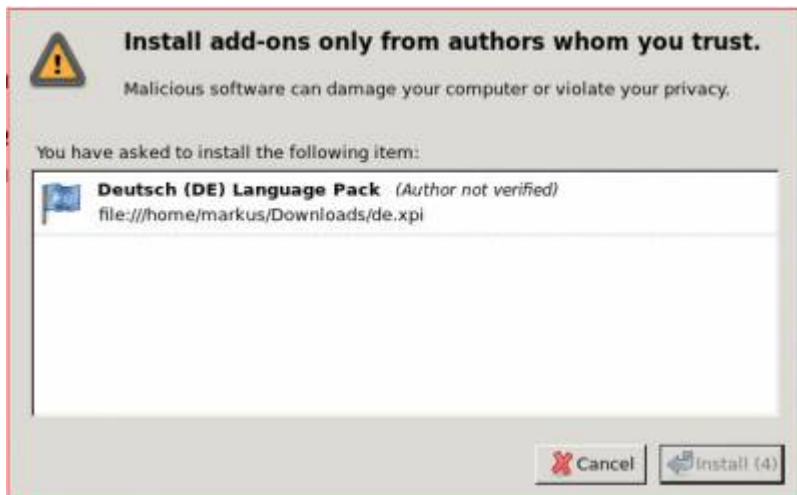 Install add-ons only from authors whom you trust.
Malicious software can damage your computer or violate your privacy.
You have asked to install the following item:
Deutsch (DE) Language Pack (Author not verified)
file:///home/markus/Downloads/de.xpi
Cancel Install (4)